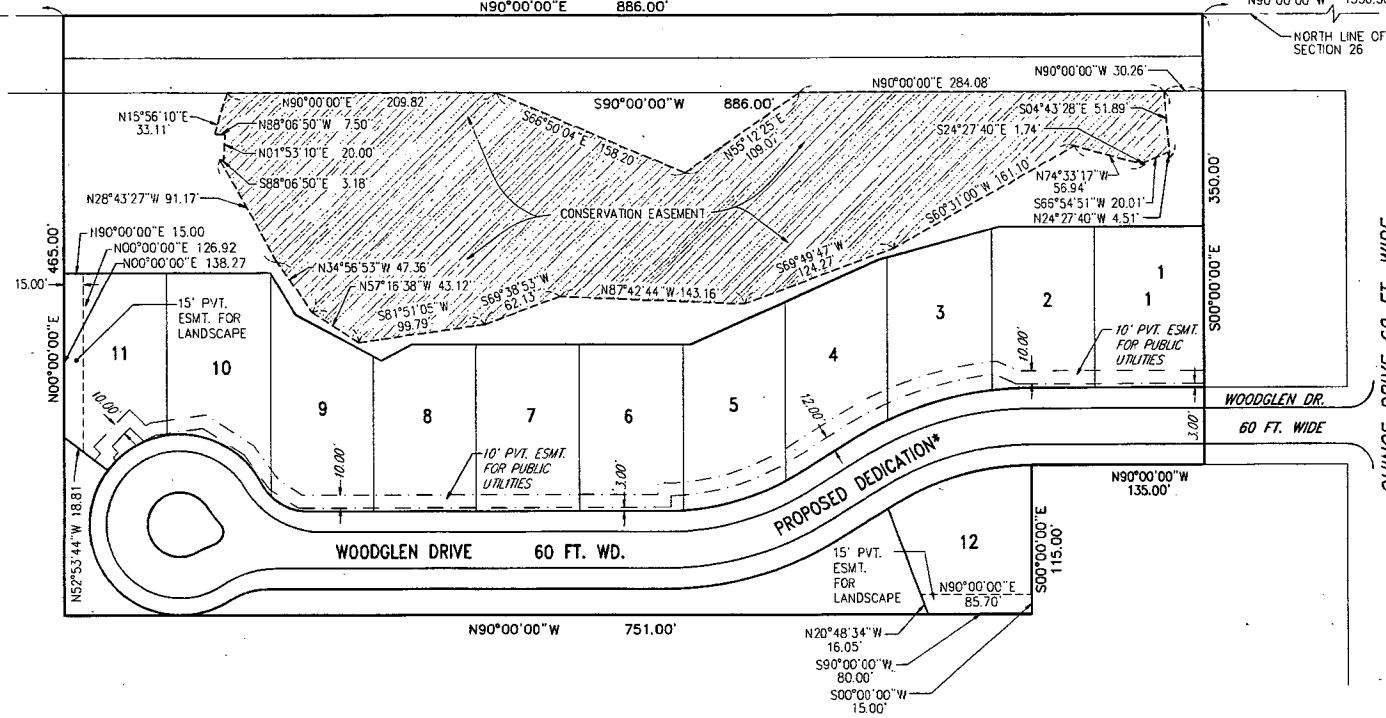 N90°00'00"E 886.00'
NORTH LINE OF
SECTION 26
N90°00'00"W 30.26'
N90°00'00"E 284.08'
N90°00'00"E 209.82'
S90°00'00"W 886.00'
N15°56'10"E
33.11'
N88°06'50"W 7.50'
N01°53'10"E 20.00'
S88°06'50"E 3.18'
N28°43'27"W 91.17'
S66°50'04"E 158.20'
N55°12'25"E
109.07'
S04°43'28"E 51.89'
S24°27'40"E 1.74'
N74°33'17"W
56.94'
S65°54'51"W 20.01'
N24°27'40"W 4.51'
S60°31'00"W 161.10'
CONSERVATION EASEMENT
350.00'
S00°00'00"E
465.00'
N00°00'00"E
N90°00'00"E 15.00
N00°00'00"E 126.92
N00°00'00"E 138.27
15.00'
15' PVT.
ESMT. FOR
LANDSCAPE
N34°56'53"W 47.36
N57°16'38"W 43.12'
S81°51'05"W
99.79'
S69°38'53"W
62.13'
N87°42'44"W 143.16
S69°49'47"W
124.27'
11
10
9
8
7
6
5
4
3
2
1
1
10' PVT. ESMT.
FOR PUBLIC
UTILITIES
10.00'
WOODGLEN DR.
60 FT. WIDE
3.00'
10.00'
10.00'
10' PVT. ESMT.
FOR PUBLIC
UTILITIES
3.00'
12.00'
PROPOSED DEDICATION*
N90°00'00"W
135.00'
WOODGLEN DRIVE 60 FT. WD.
12
15' PVT.
ESMT.
FOR
LANDSCAPE
N90°00'00"E
85.70'
S00°00'00"E
115.00'
N52°53'44"W 18.81
N90°00'00"W 751.00'
N20°48'34"W
16.05'
S90°00'00"W
80.00'
S00°00'00"W
15.00'